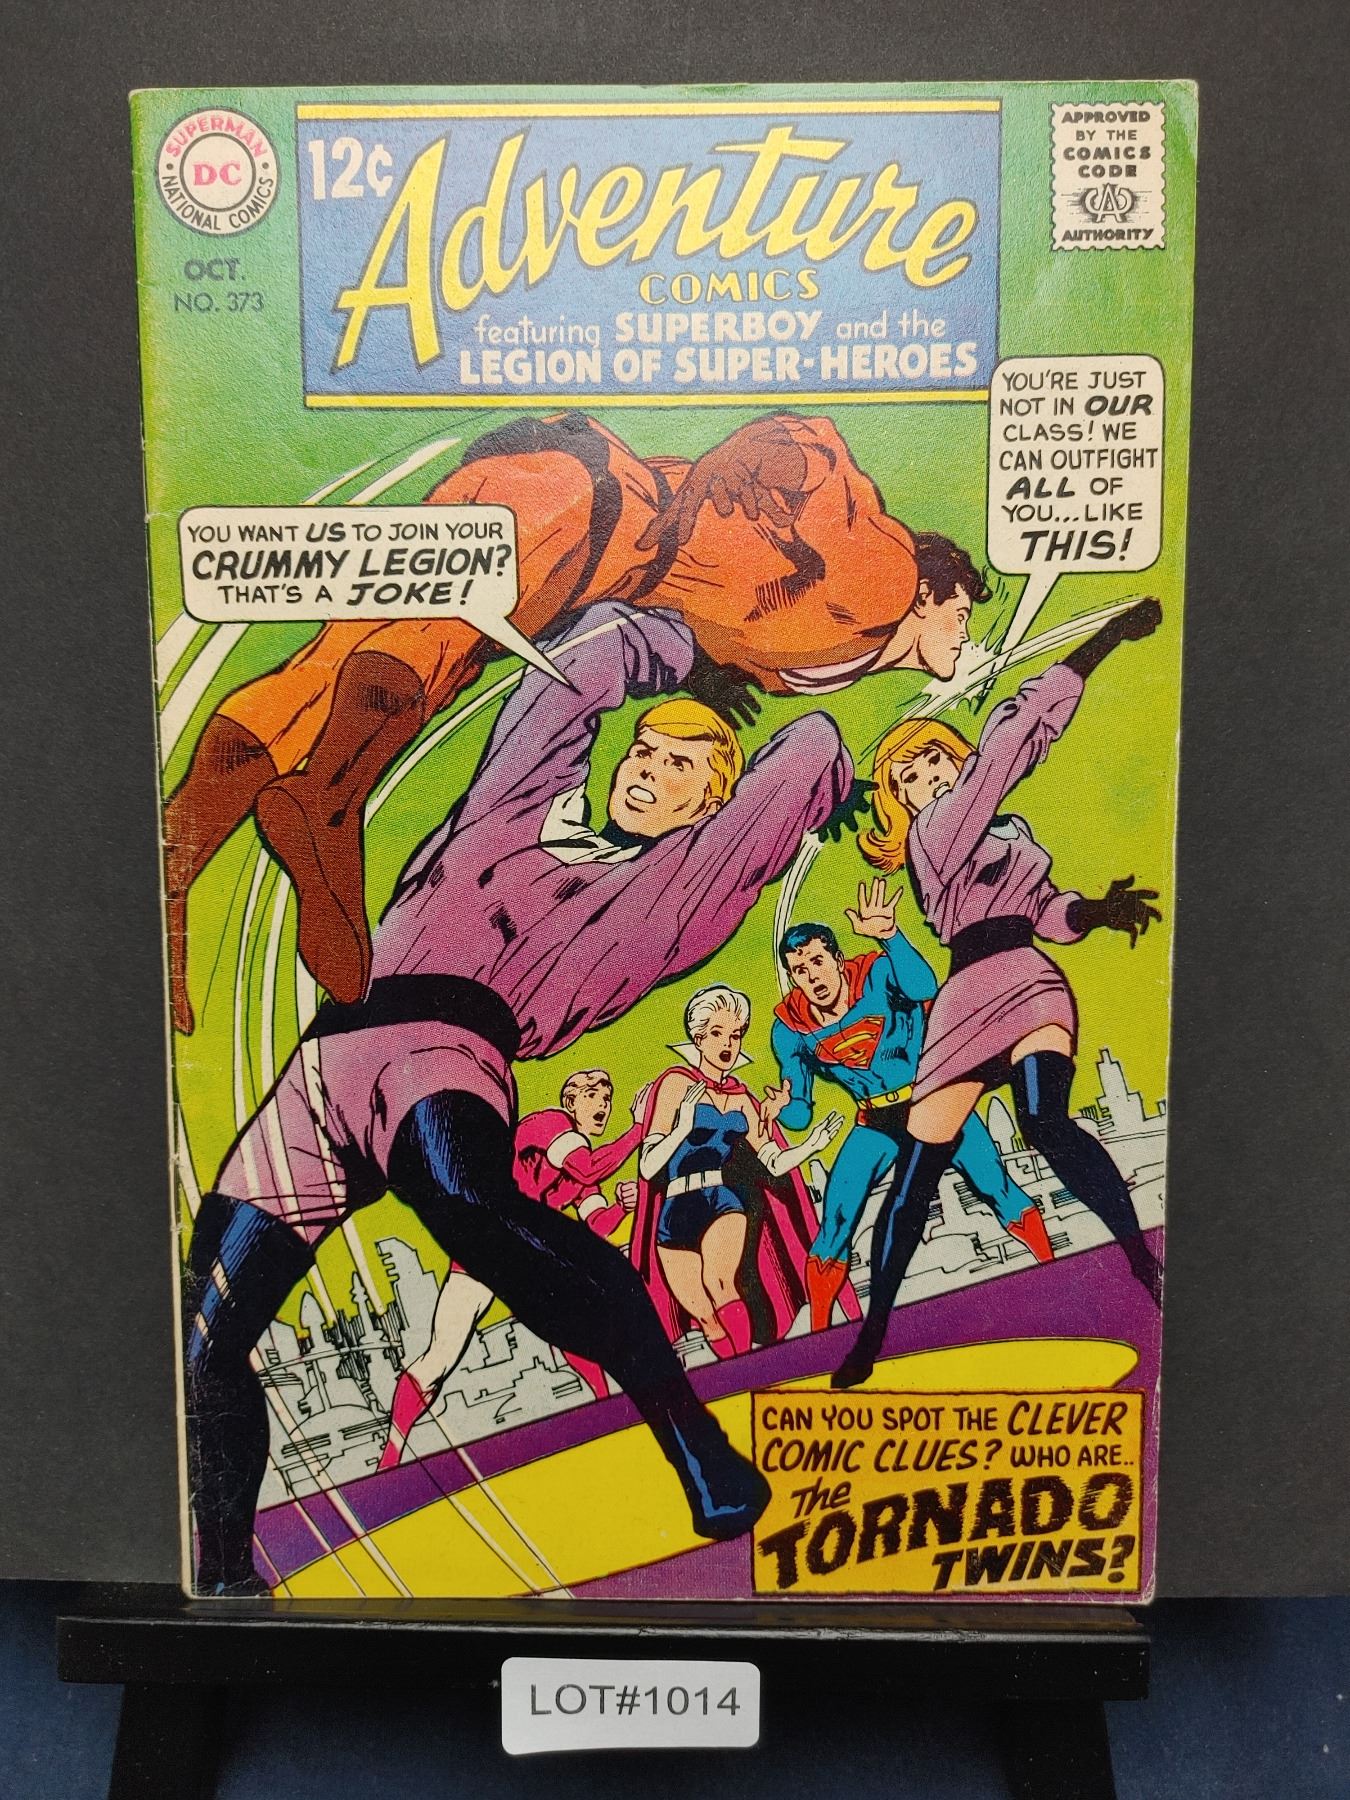 SUPERMAN
DC
NATIONAL COMICS
OCT.
NO. 373
12¢
Adventure
COMICS
featuring SUPERBOY and the
LEGION OF SUPER-HEROES
APPROVED
BY THE
COMICS
CODE
CA
AUTHORITY
YOU WANT US TO JOIN YOUR
CRUMMY LEGION?
THAT'S A JOKE!
YOU'RE JUST
NOT IN OUR
CLASS! WE
CAN OUTFIGHT
ALL OF
YOU...LIKE
THIS!
S
CAN YOU SPOT THE CLEVER
COMIC CLUES? WHO ARE..
The
TORNADO
TWINS?
LOT#1014